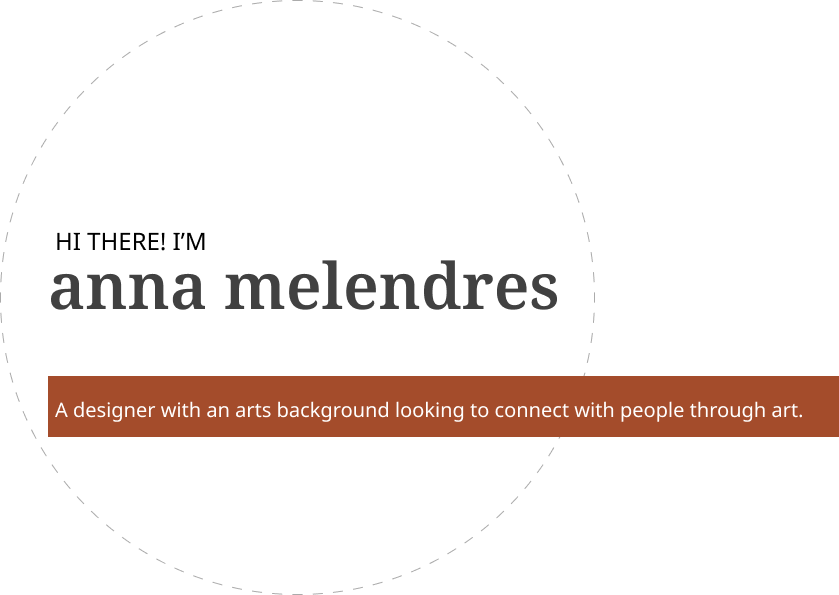 HI THERE! I’M
anna melendres
A designer with an arts background looking to connect with people through art.